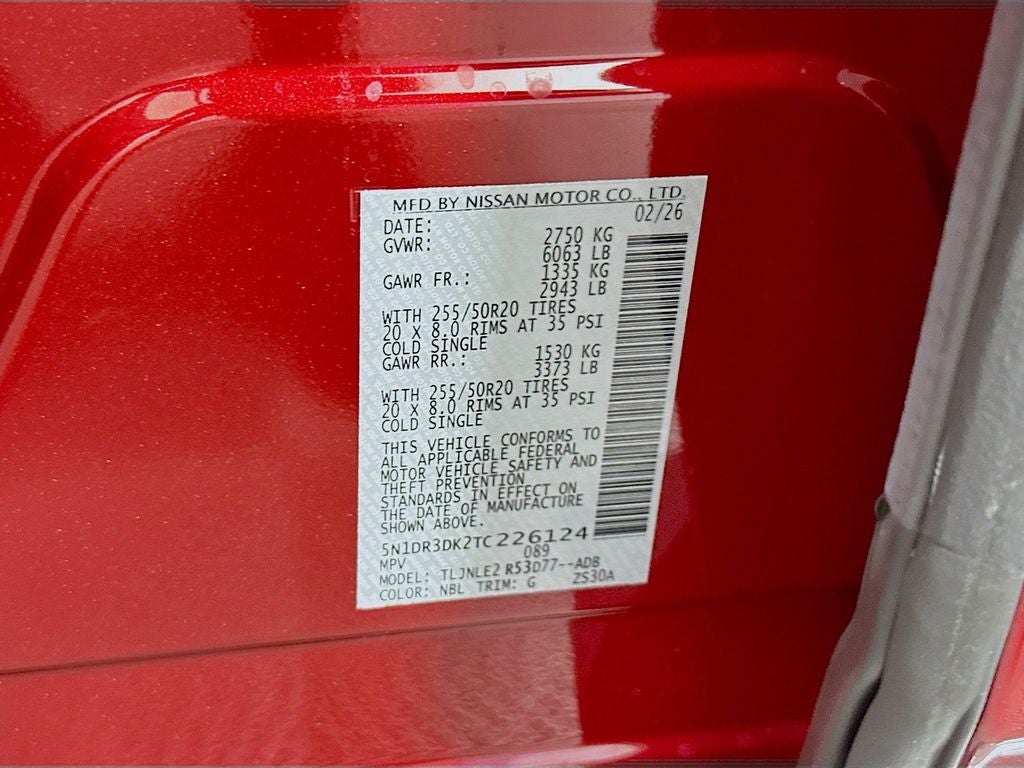 MFD BY NISSAN MOTOR CO., LTD.
DATE: 02/26
GVWR: 2750 KG
6063 LB
GAWR FR.: 1335 KG
2943 LB
WITH 255/50R20 TIRES
20 X 8.0 RIMS AT 35 PSI
COLD SINGLE
GAWR RR.: 1530 KG
3373 LB
WITH 255/50R20 TIRES
20 X 8.0 RIMS AT 35 PSI
COLD SINGLE
THIS VEHICLE CONFORMS TO
ALL APPLICABLE FEDERAL
MOTOR VEHICLE SAFETY AND
THEFT PREVENTION
STANDARDS IN EFFECT ON
THE DATE OF MANUFACTURE
SHOWN ABOVE.
5N1DR3DK2TC226124
MPV 089
MODEL: TLJNLE2 R53D77--ADB
COLOR: NBL TRIM: G ZS30A